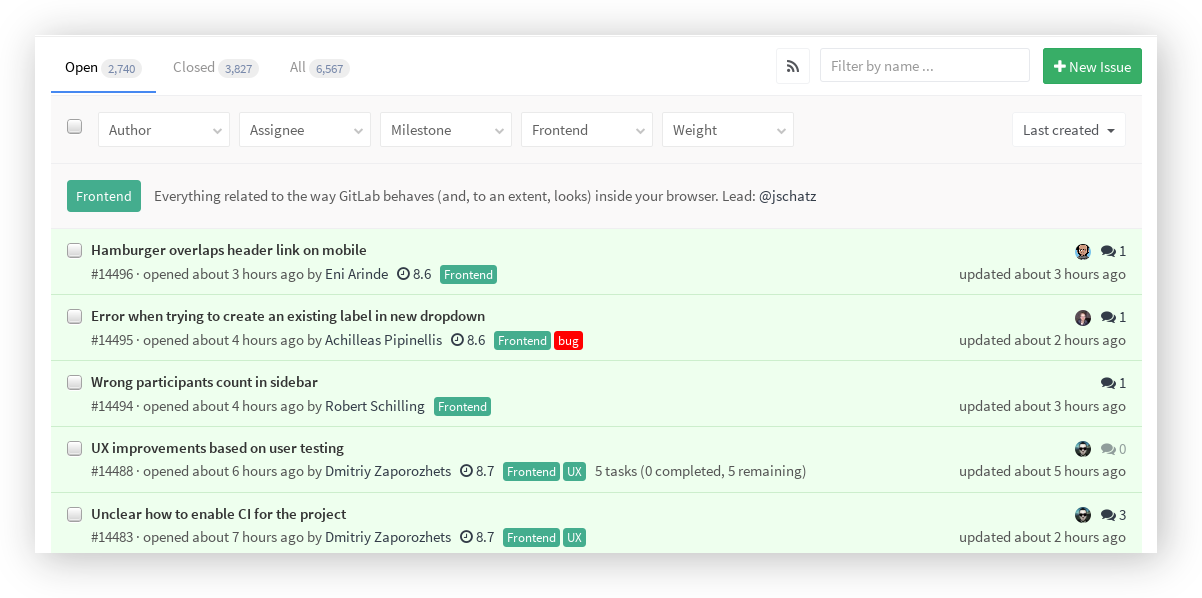 Open 2,740 Closed 3,827 All 6,567 Filter by name ... New Issue
Author Assignee Milestone Frontend Weight Last created
Frontend Everything related to the way GitLab behaves (and, to an extent, looks) inside your browser. Lead: @jschatz
Hamburger overlaps header link on mobile 1
#14496 · opened about 3 hours ago by Eni Arinde 8.6 Frontend updated about 3 hours ago
Error when trying to create an existing label in new dropdown 1
#14495 · opened about 4 hours ago by Achilleas Pipinellis 8.6 Frontend bug updated about 2 hours ago
Wrong participants count in sidebar 1
#14494 · opened about 4 hours ago by Robert Schilling Frontend updated about 3 hours ago
UX improvements based on user testing 0
#14488 · opened about 6 hours ago by Dmitriy Zaporozhets 8.7 Frontend UX 5 tasks (0 completed, 5 remaining) updated about 5 hours ago
Unclear how to enable CI for the project 3
#14483 · opened about 7 hours ago by Dmitriy Zaporozhets 8.7 Frontend UX updated about 2 hours ago